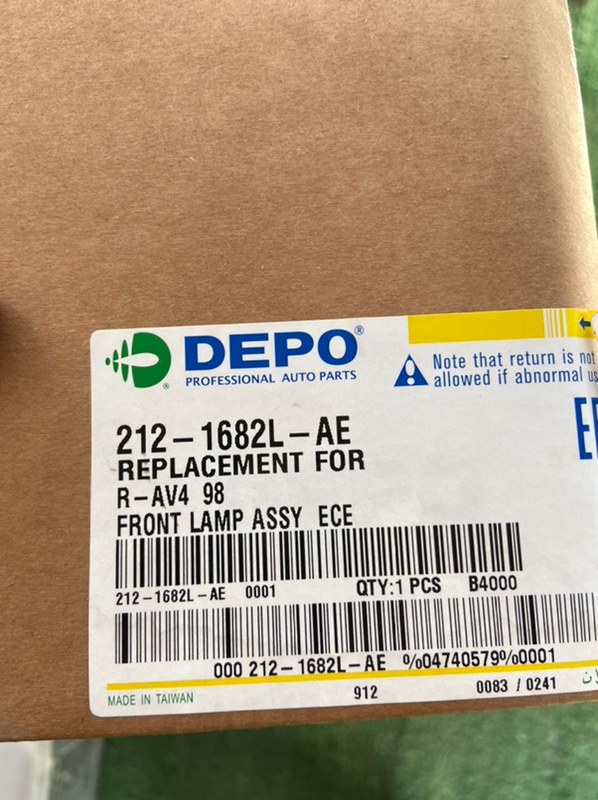 DEPO®
PROFESSIONAL AUTO PARTS
®
Note that return is not
allowed if abnormal
212-1682L-AE
REPLACEMENT FOR
R-AV4 98
FRONT LAMP ASSY ECE
212-1682L-AE 0001 QTY:1 PCS B4000
000 212-1682L-AE %04740579%0001
MADE IN TAIWAN 912 0083 / 0241